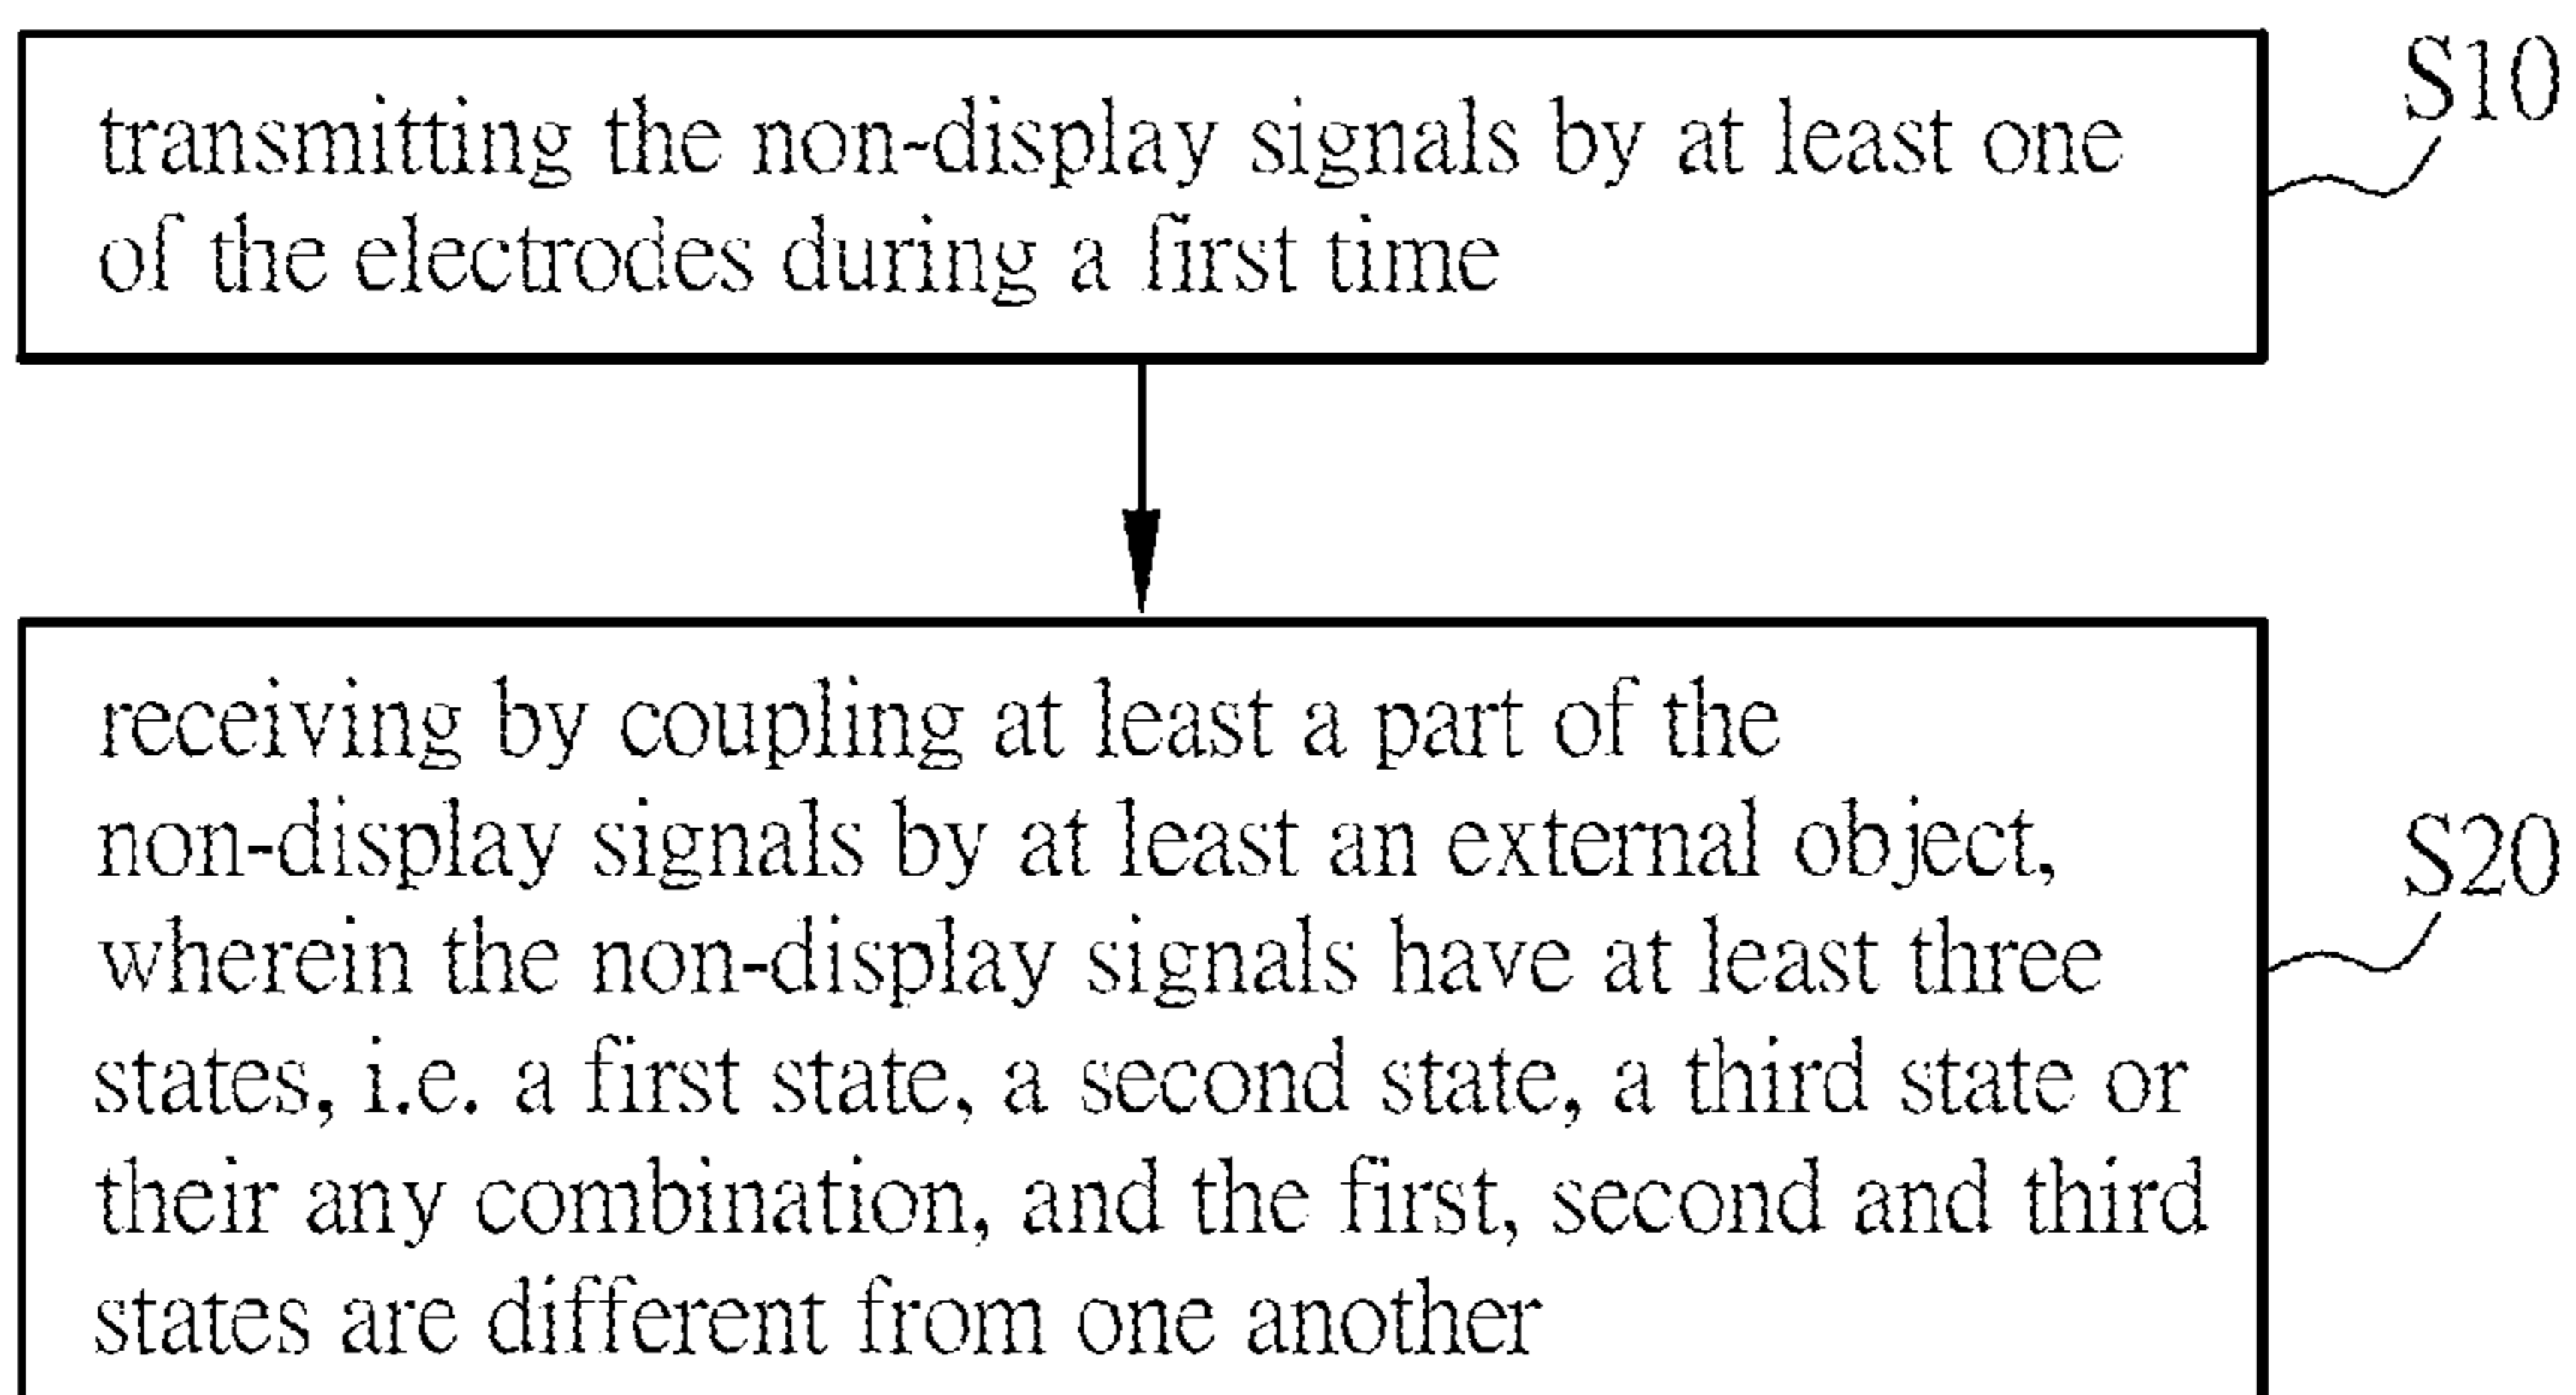 transmitting the non-display signals by at least one
of the electrodes during a first time
S10
receiving by coupling at least a part of the
non-display signals by at least an external object,
wherein the non-display signals have at least three
states, i.e. a first state, a second state, a third state or
their any combination, and the first, second and third
states are different from one another
S20